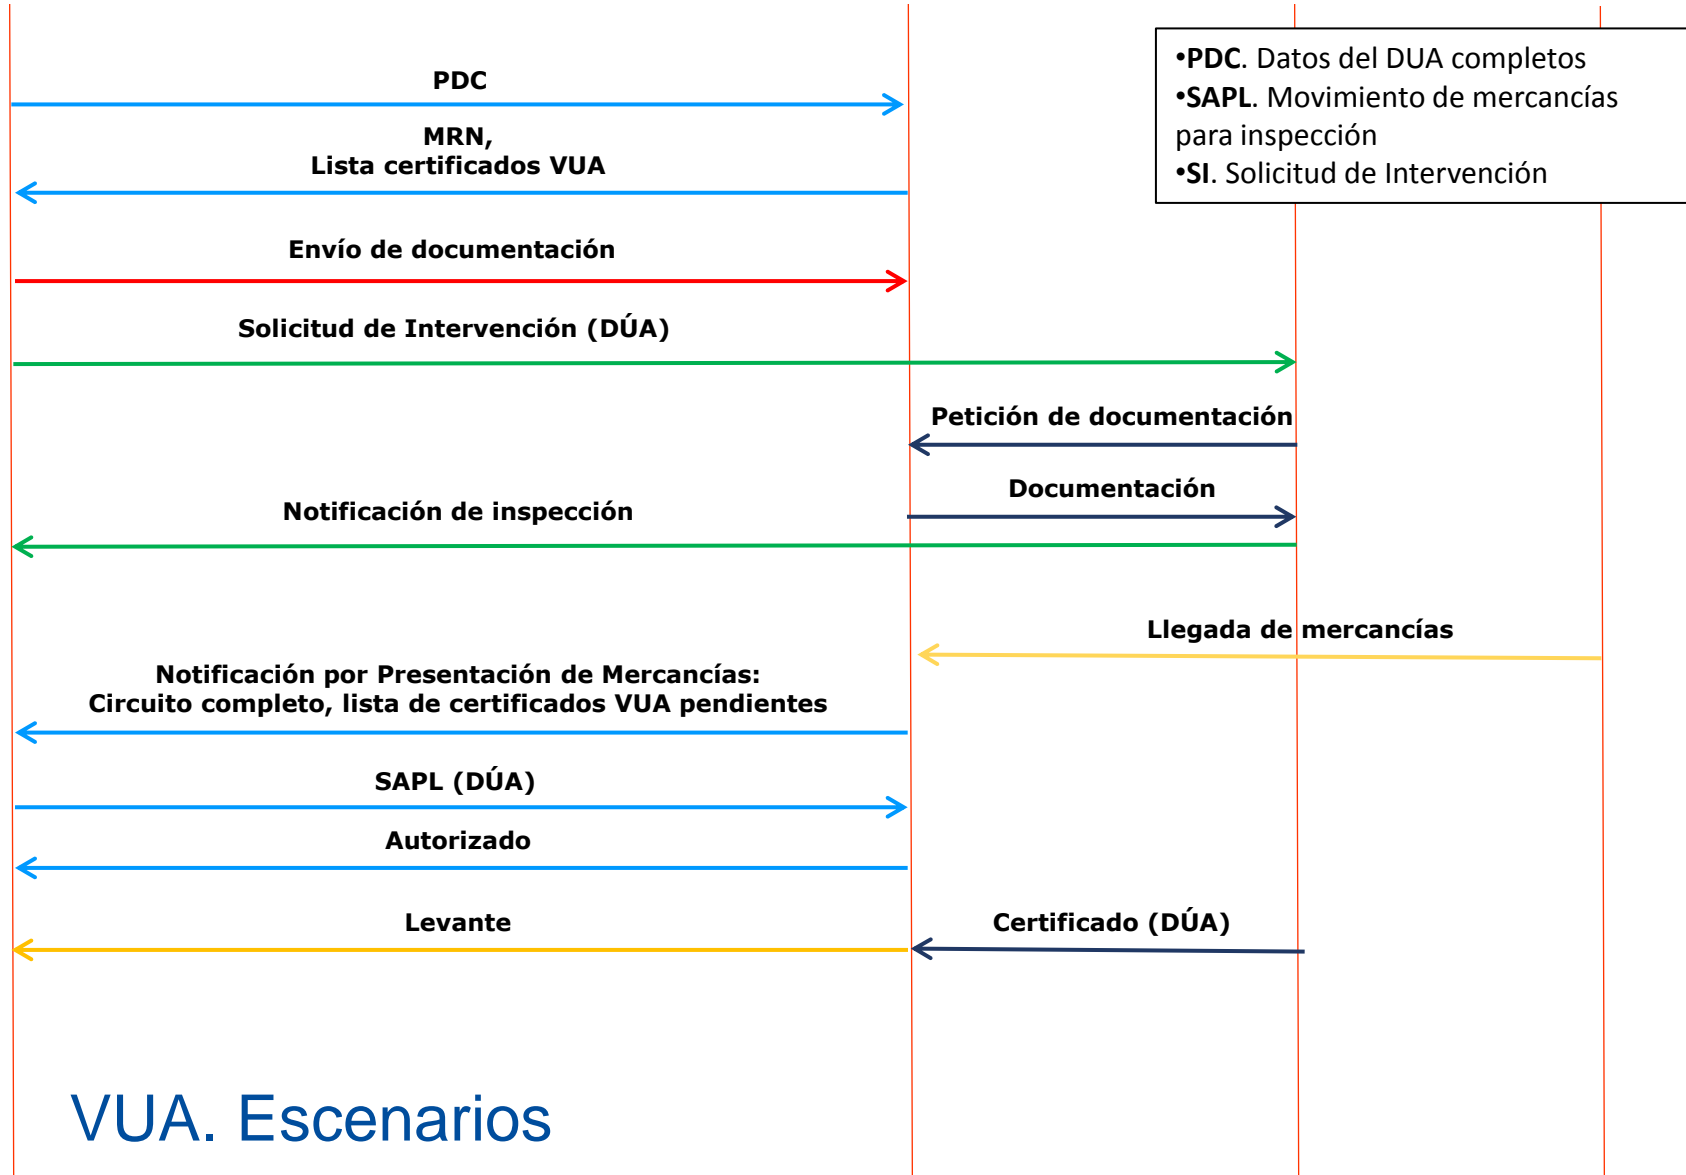 •PDC. Datos del DUA completos
•SAPL. Movimiento de mercancías
para inspección
•SI. Solicitud de Intervención
PDC
MRN,
Lista certificados VUA
Envío de documentación
Solicitud de Intervención (DÚA)
Petición de documentación
Documentación
Notificación de inspección
Llegada de mercancías
Notificación por Presentación de Mercancías:
Circuito completo, lista de certificados VUA pendientes
SAPL (DÚA)
Autorizado
Levante
Certificado (DÚA)
VUA. Escenarios